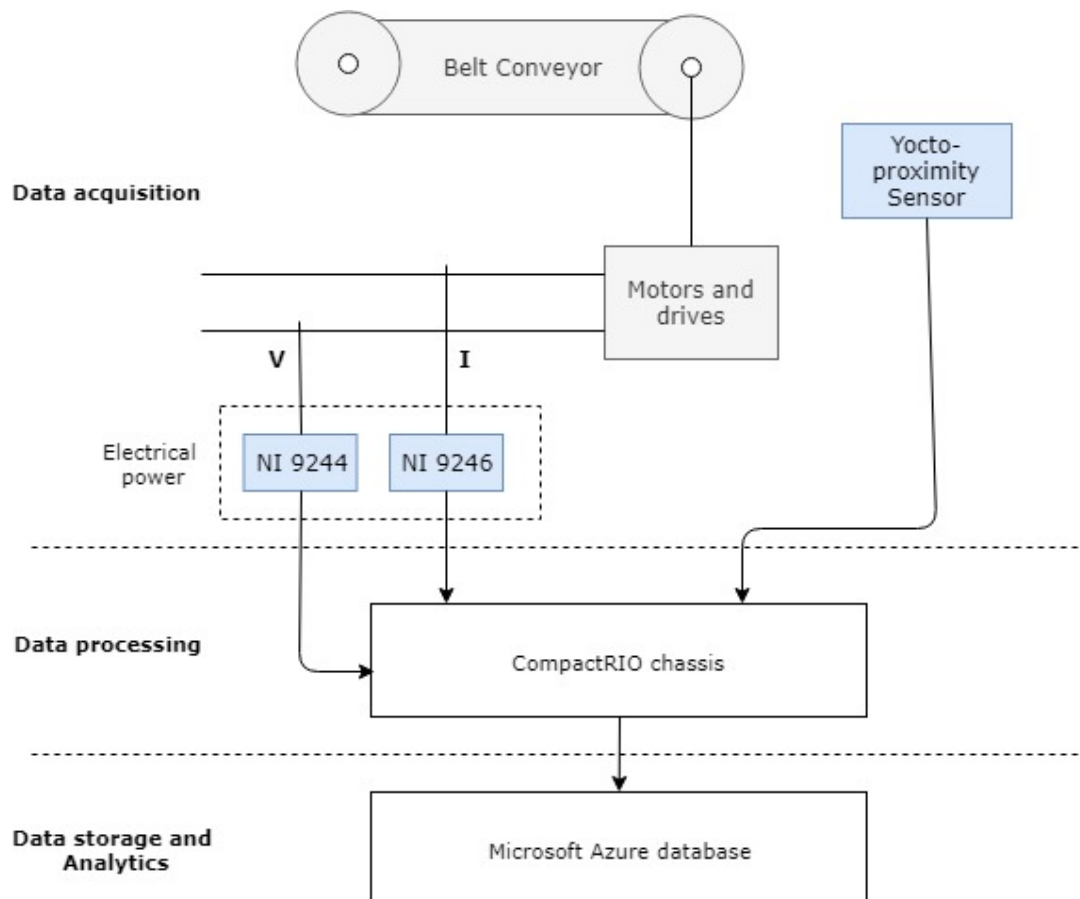 Belt Conveyor
Yocto-
proximity
Sensor
Data acquisition
Motors and
drives
V
I
Electrical
power
NI 9244
NI 9246
Data processing
CompactRIO chassis
Data storage and
Analytics
Microsoft Azure database